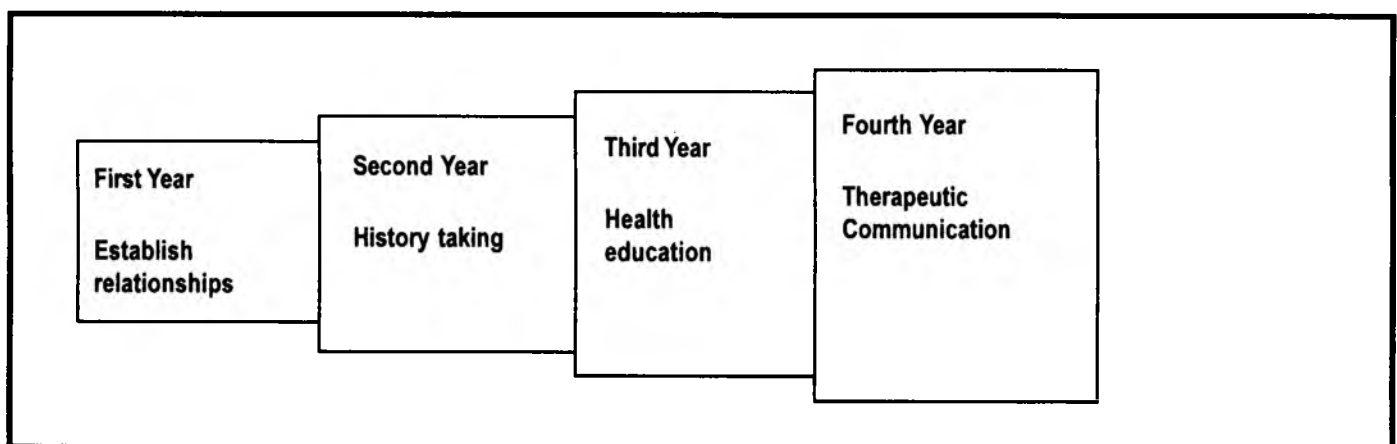 First Year
Establish
relationships
Second Year
History taking
Third Year
Health
education
Fourth Year
Therapeutic
Communication